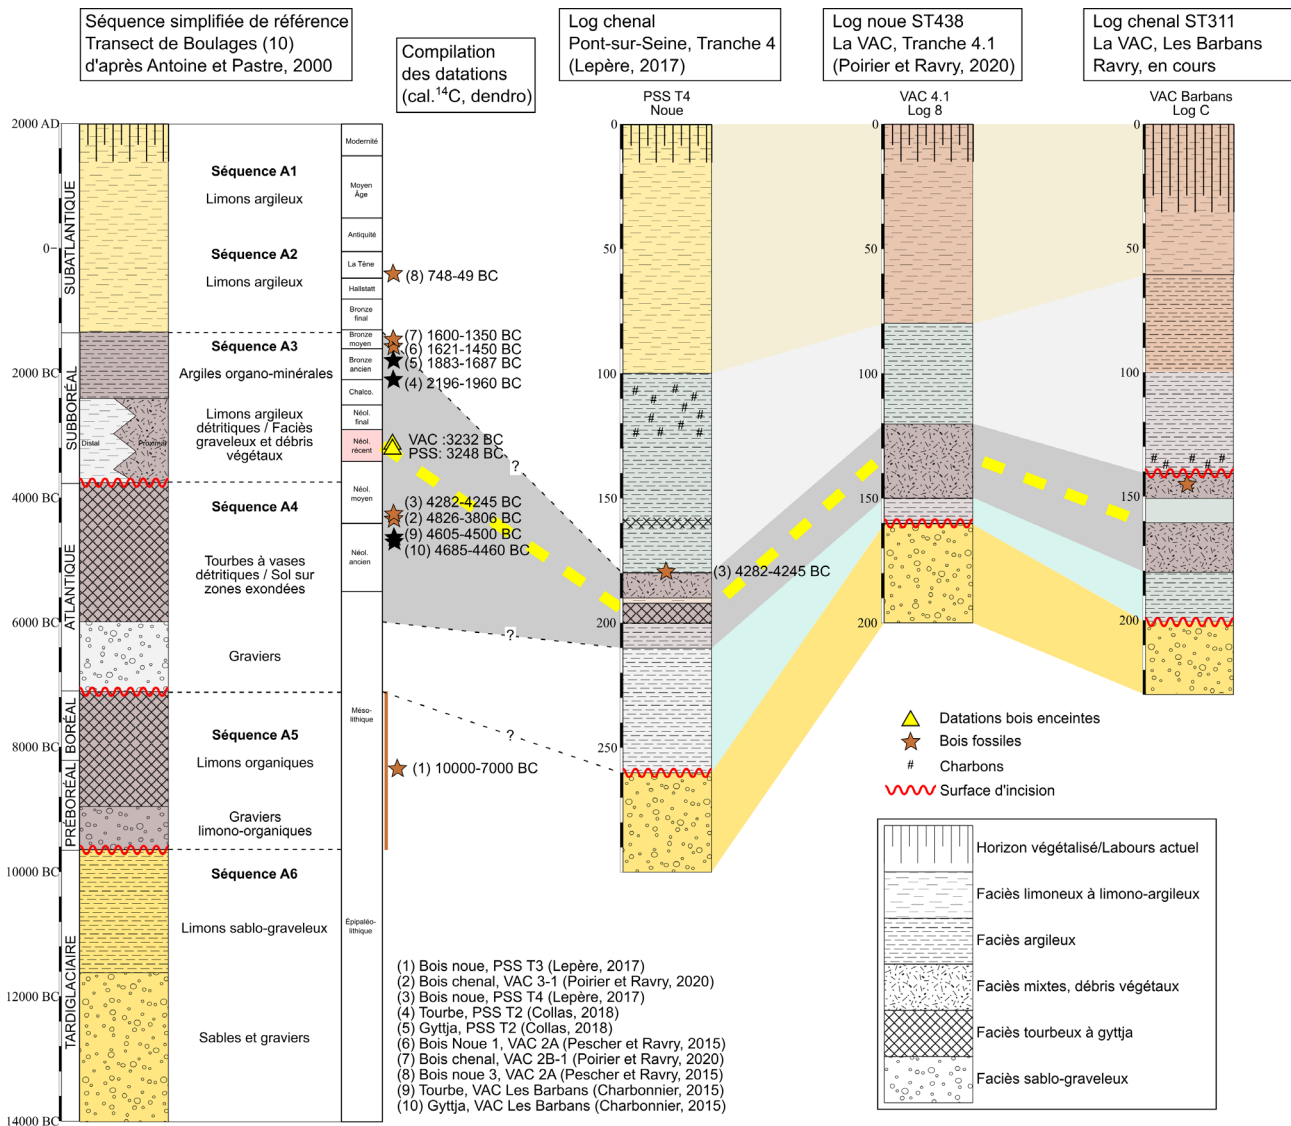 Séquence simplifiée de référence
Transect de Boulages (10)
d'après Antoine et Pastre, 2000
Compilation
des datations
(cal.¹⁴C, dendro)
Log chenal
Pont-sur-Seine, Tranche 4
(Lepère, 2017)
Log noue ST438
La VAC, Tranche 4.1
(Poirier et Ravry, 2020)
Log chenal ST311
La VAC, Les Barbans
Ravry, en cours
PSS T4
Noue
VAC 4.1
Log 8
VAC Barbans
Log C
2000 AD
0
2000 BC
4000 BC
6000 BC
8000 BC
10000 BC
12000 BC
14000 BC
SUBATLANTIQUE
SUBBORÉAL
ATLANTIQUE
BORÉAL
PRÉBORÉAL
TARDIGLACIAIRE
Distal
Proximal
Séquence A1
Limons argileux
Séquence A2
Limons argileux
Séquence A3
Argiles organo-minérales
Limons argileux
détritiques / Faciès
graveleux et débris
végétaux
Séquence A4
Tourbes à vases
détritiques / Sol sur
zones exondées
Graviers
Séquence A5
Limons organiques
Graviers
limono-organiques
Séquence A6
Limons sablo-graveleux
Sables et graviers
Modernité
Moyen
Âge
Antiquité
La Tène
Hallstatt
Bronze
final
Bronze
moyen
Bronze
ancien
Chalco.
Néol.
final
Néol.
récent
Néol.
moyen
Néol.
ancien
Méso-
lithique
Épipaléo-
lithique
(8) 748-49 BC
(7) 1600-1350 BC
(6) 1621-1450 BC
(5) 1883-1687 BC
(4) 2196-1960 BC
VAC :3232 BC
PSS: 3248 BC
(3) 4282-4245 BC
(2) 4826-3806 BC
(9) 4605-4500 BC
(10) 4685-4460 BC
(1) 10000-7000 BC
?
?
?
0
50
100
150
200
250
# # # # # # # # #
(3) 4282-4245 BC
0
50
100
150
200
0
50
100
150
200
# # # # #
Datations bois enceintes
Bois fossiles
# Charbons
Surface d'incision
Horizon végétalisé/Labours actuel
Faciès limoneux à limono-argileux
Faciès argileux
Faciès mixtes, débris végétaux
Faciès tourbeux à gyttja
Faciès sablo-graveleux
(1) Bois noue, PSS T3 (Lepère, 2017)
(2) Bois chenal, VAC 3-1 (Poirier et Ravry, 2020)
(3) Bois noue, PSS T4 (Lepère, 2017)
(4) Tourbe, PSS T2 (Collas, 2018)
(5) Gyttja, PSS T2 (Collas, 2018)
(6) Bois Noue 1, VAC 2A (Pescher et Ravry, 2015)
(7) Bois chenal, VAC 2B-1 (Poirier et Ravry, 2020)
(8) Bois noue 3, VAC 2A (Pescher et Ravry, 2015)
(9) Tourbe, VAC Les Barbans (Charbonnier, 2015)
(10) Gyttja, VAC Les Barbans (Charbonnier, 2015)